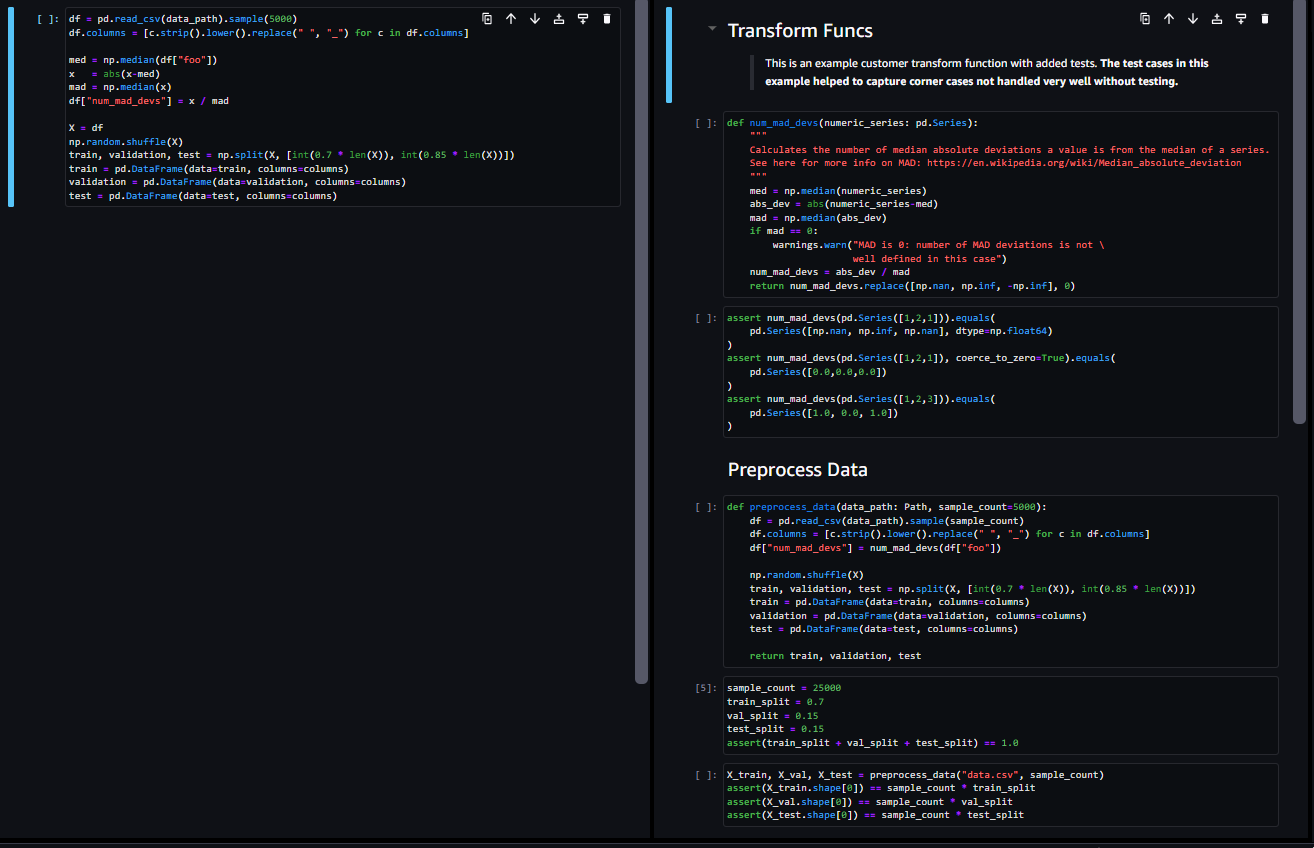 [ ]: df = pd.read_csv(data_path).sample(5000)
df.columns = [c.strip().lower().replace(" ", "_") for c in df.columns]
med = np.median(df["foo"])
x   = abs(x-med)
mad = np.median(x)
df["num_mad_devs"] = x / mad
X = df
np.random.shuffle(X)
train, validation, test = np.split(X, [int(0.7 * len(X)), int(0.85 * len(X))])
train = pd.DataFrame(data=train, columns=columns)
validation = pd.DataFrame(data=validation, columns=columns)
test = pd.DataFrame(data=test, columns=columns)
Transform Funcs
This is an example customer transform function with added tests. The test cases in this
example helped to capture corner cases not handled very well without testing.
[ ]: def num_mad_devs(numeric_series: pd.Series):
"""
Calculates the number of median absolute deviations a value is from the median of a series.
See here for more info on MAD: https://en.wikipedia.org/wiki/Median_absolute_deviation
"""
med = np.median(numeric_series)
abs_dev = abs(numeric_series-med)
mad = np.median(abs_dev)
if mad == 0:
warnings.warn("MAD is 0: number of MAD deviations is not \
well defined in this case")
num_mad_devs = abs_dev / mad
return num_mad_devs.replace([np.nan, np.inf, -np.inf], 0)
[ ]: assert num_mad_devs(pd.Series([1,2,1])).equals(
pd.Series([np.nan, np.inf, np.nan], dtype=np.float64)
)
assert num_mad_devs(pd.Series([1,2,1]), coerce_to_zero=True).equals(
pd.Series([0.0,0.0,0.0])
)
assert num_mad_devs(pd.Series([1,2,3])).equals(
pd.Series([1.0, 0.0, 1.0])
)
Preprocess Data
[ ]: def preprocess_data(data_path: Path, sample_count=5000):
df = pd.read_csv(data_path).sample(sample_count)
df.columns = [c.strip().lower().replace(" ", "_") for c in df.columns]
df["num_mad_devs"] = num_mad_devs(df["foo"])
np.random.shuffle(X)
train, validation, test = np.split(X, [int(0.7 * len(X)), int(0.85 * len(X))])
train = pd.DataFrame(data=train, columns=columns)
validation = pd.DataFrame(data=validation, columns=columns)
test = pd.DataFrame(data=test, columns=columns)
return train, validation, test
[5]: sample_count = 25000
train_split = 0.7
val_split = 0.15
test_split = 0.15
assert(train_split + val_split + test_split) == 1.0
[ ]: X_train, X_val, X_test = preprocess_data("data.csv", sample_count)
assert(X_train.shape[0]) == sample_count * train_split
assert(X_val.shape[0]) == sample_count * val_split
assert(X_test.shape[0]) == sample_count * test_split